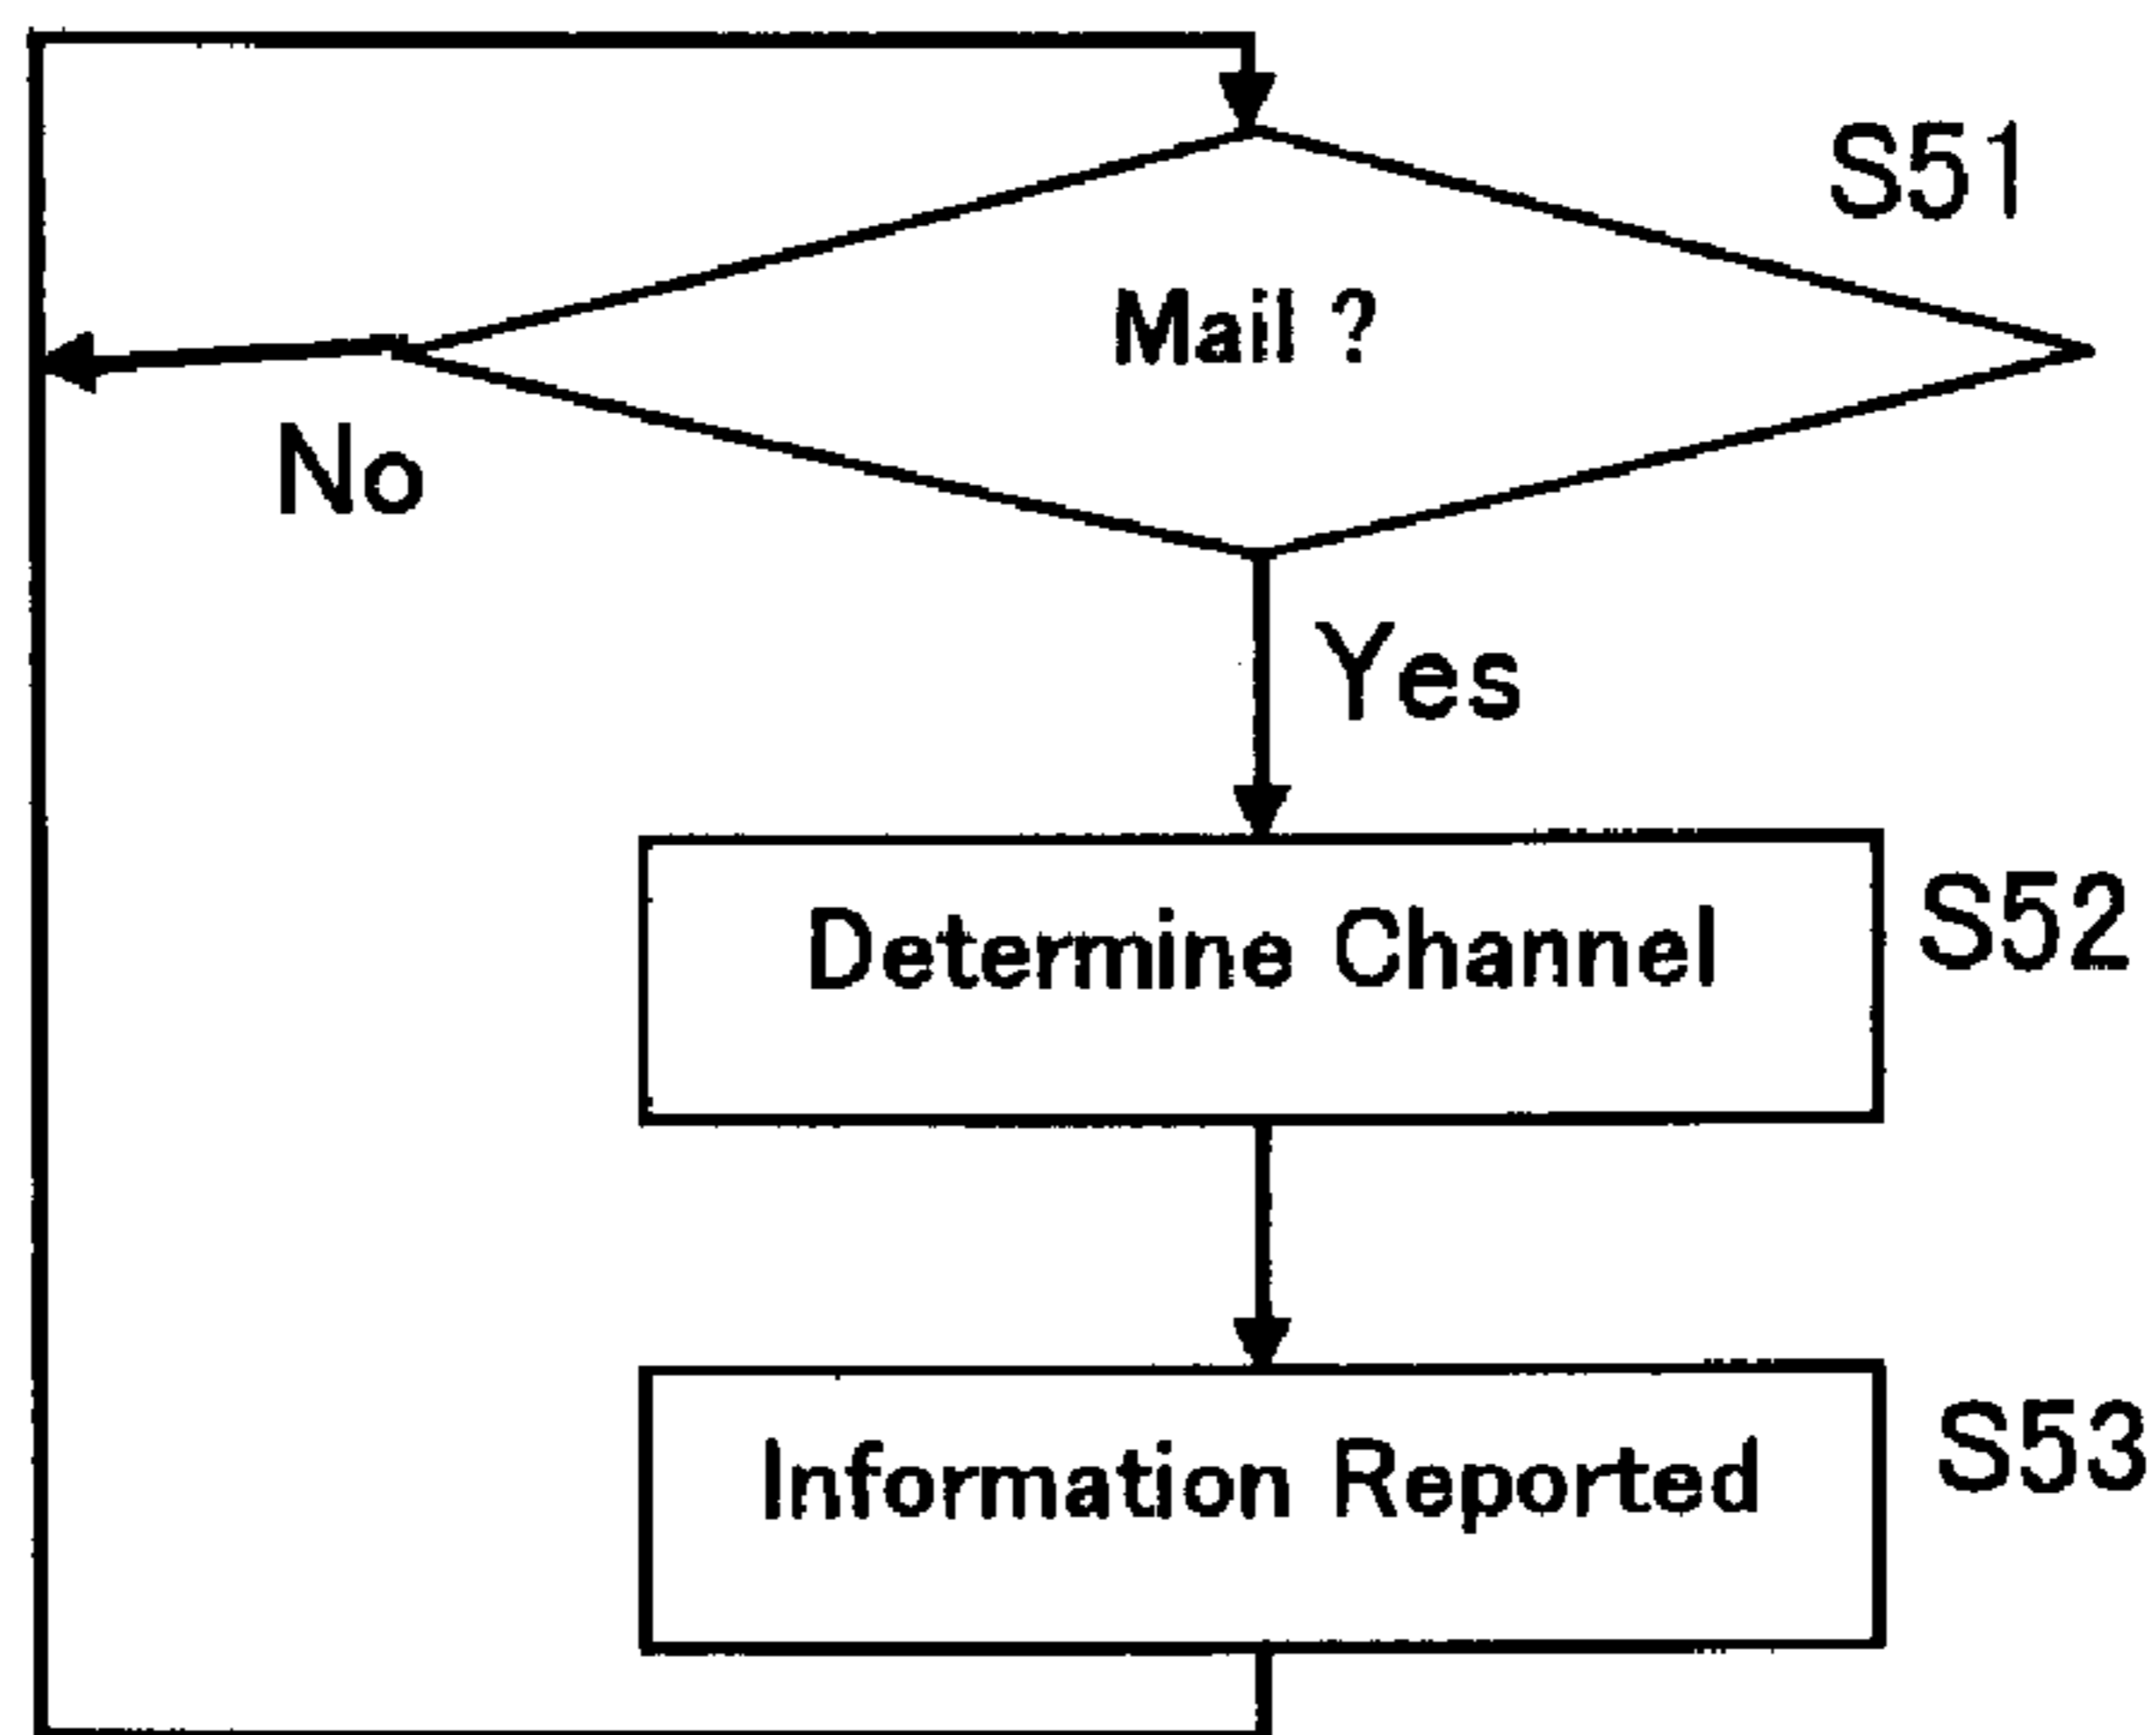 S51
Mail ?
No
Yes
Determine Channel
S52
Information Reported
S53